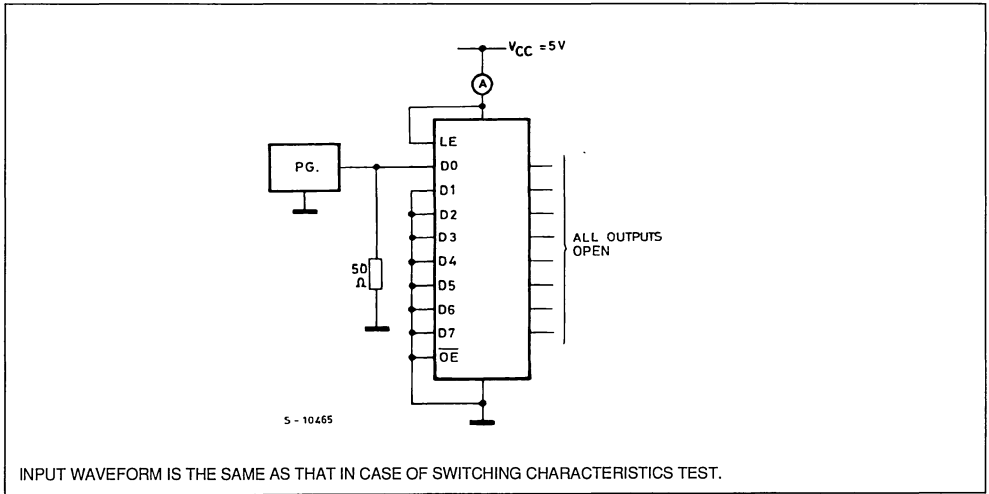 VCC = 5V
A
LE
PG.
D0
D1
D2
D3
D4
D5
D6
D7
OE
50
Ω
ALL OUTPUTS
OPEN
S - 10465
INPUT WAVEFORM IS THE SAME AS THAT IN CASE OF SWITCHING CHARACTERISTICS TEST.